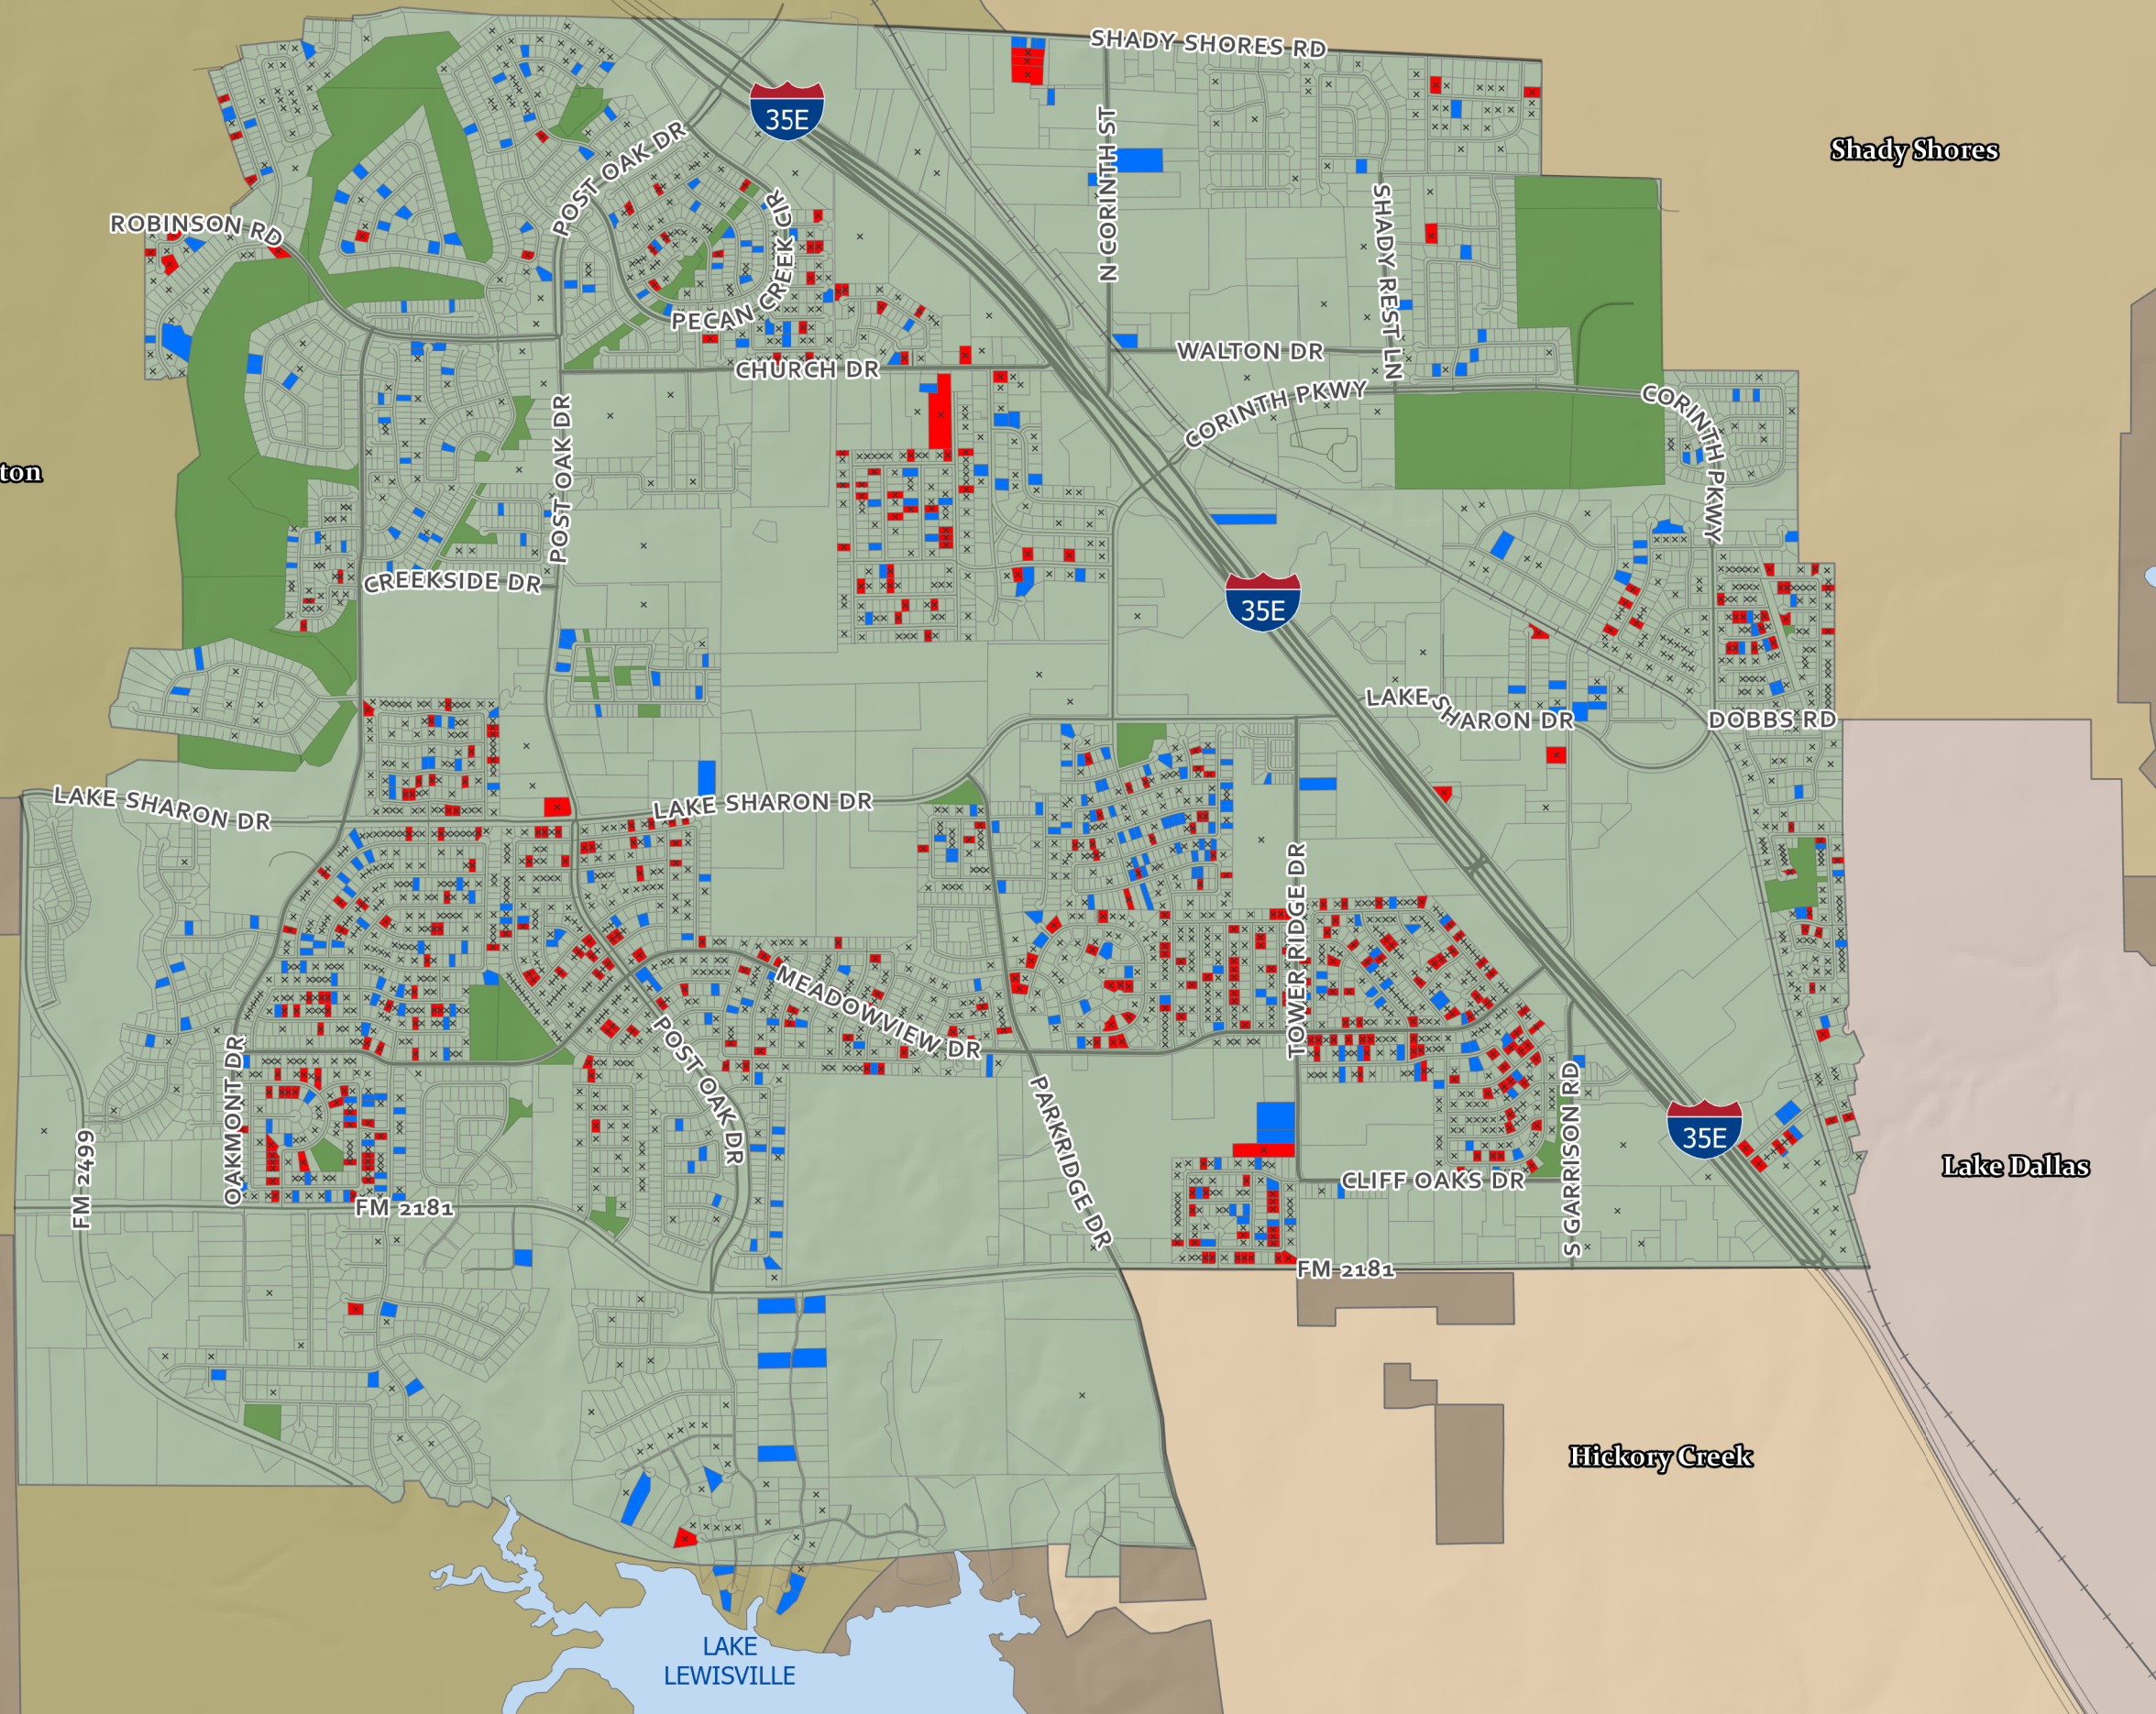 SHADY SHORES RD
35E
POST OAK DR
N CORINTH ST
Shady Shores
ROBINSON RD
SHADY REST LN
PECAN CREEK CIR
WALTON DR
CHURCH DR
CORINTH PKWY
CORINTH PKWY
POST OAK DR
ton
CREEKSIDE DR
35E
LAKE SHARON DR
DOBBS RD
LAKE SHARON DR
LAKE SHARON DR
TOWER RIDGE DR
MEADOWVIEW DR
POST OAK DR
OAKMONT DR
PARKRIDGE DR
S GARRISON RD
35E
FM 2499
Lake Dallas
CLIFF OAKS DR
FM 2181
FM 2181
Hickory Creek
LAKE
LEWISVILLE